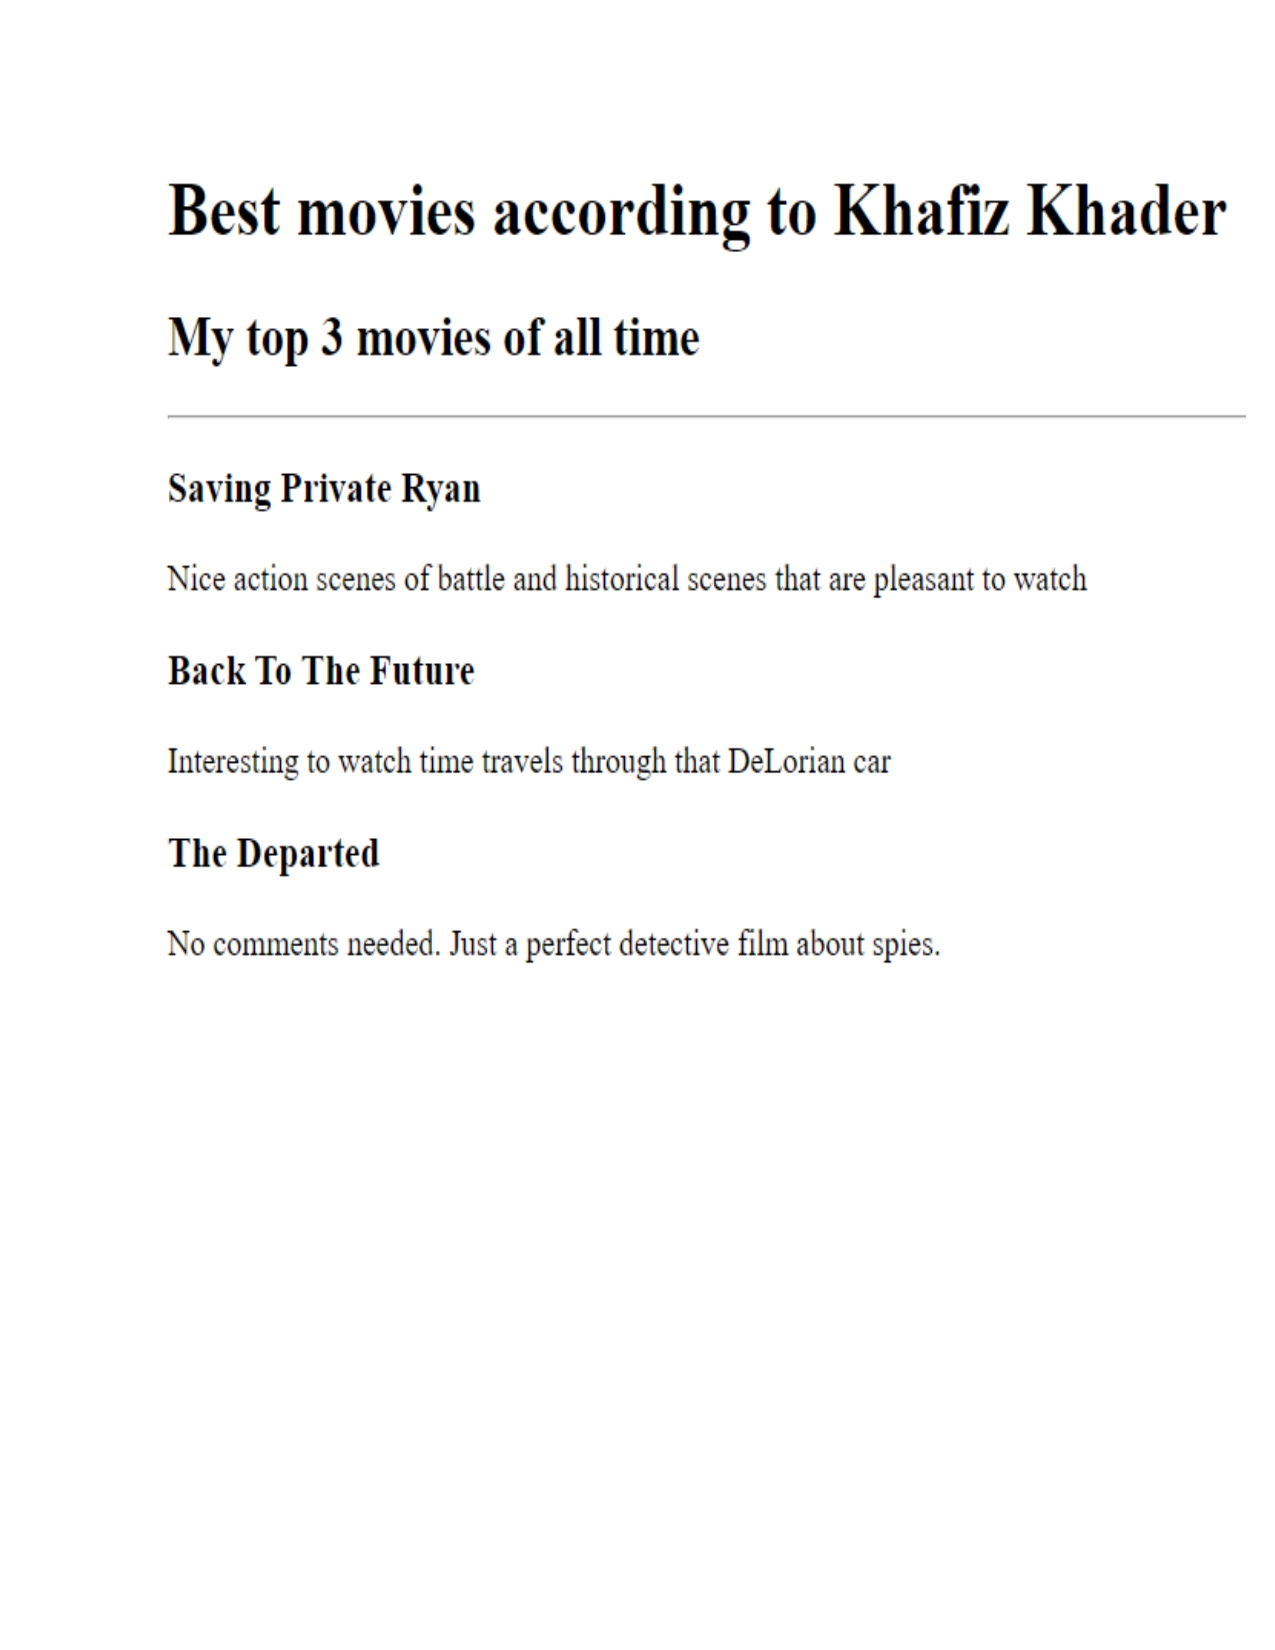 Best movies according to Khafiz Khader
My top 3 movies of all time
Saving Private Ryan
Nice action scenes of battle and historical scenes that are pleasant to watch
Back To The Future
Interesting to watch time travels through that DeLorian car
The Departed
No comments needed. Just a perfect detective film about spies.